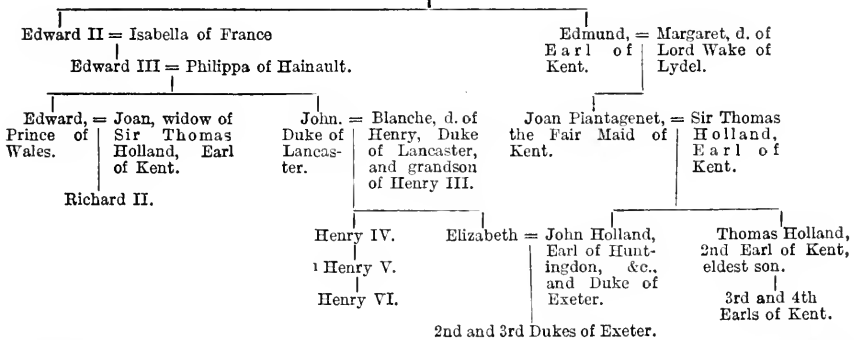 Edward II = Isabella of France
Edmund, = Margaret, d. of
Earl of Lord Wake of
Kent. Lydel.
Edward III = Philippa of Hainault.
Edward, = Joan, widow of
Prince of Sir Thomas
Wales. Holland, Earl
of Kent.
John. = Blanche, d. of
Duke of Henry, Duke
Lancas- of Lancaster,
ter. and grandson
of Henry III.
Joan Plantagenet, = Sir Thomas
the Fair Maid of Holland,
Kent. Earl of
Kent.
Richard II.
Henry IV.
1 Henry V.
Henry VI.
Elizabeth = John Holland,
Earl of Hunt-
ingdon, &c.,
and Duke of
Exeter.
Thomas Holland,
2nd Earl of Kent,
eldest son.
3rd and 4th
Earls of Kent.
2nd and 3rd Dukes of Exeter.